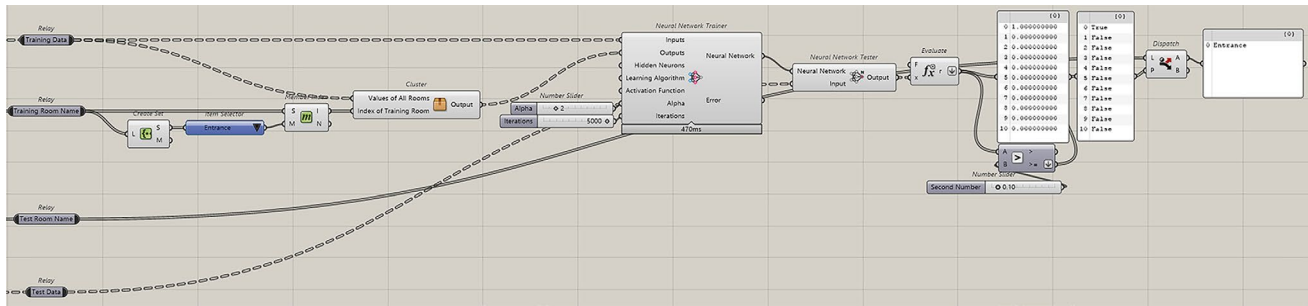 Relay
Training Data
Relay
Training Room Name
Create Set
L
S
M
Item Selector
Entrance
S
M
I
N
Cluster
Values of All Rooms
Index of Training Room
Output
Number Slider
Alpha
2
Iterations
5000
Neural Network Trainer
Inputs
Outputs
Hidden Neurons
Learning Algorithm
Activation Function
Alpha
Iterations
Neural Network
Error
470ms
Neural Network Tester
Neural Network
Input
Output
Evaluate
F
x
fx
r
{0}
0 1.000000000
1 0.000000000
2 0.000000000
3 0.000000000
4 0.000000000
5 0.000000000
6 0.000000000
7 0.000000000
8 0.000000000
9 0.000000000
10 0.000000000
{0}
0 True
1 False
2 False
3 False
4 False
5 False
6 False
7 False
8 False
9 False
10 False
A
B
>
>=
Number Slider
Second Number
0.10
Dispatch
L
P
A
B
{0}
0 Entrance
Relay
Test Room Name
Relay
Test Data